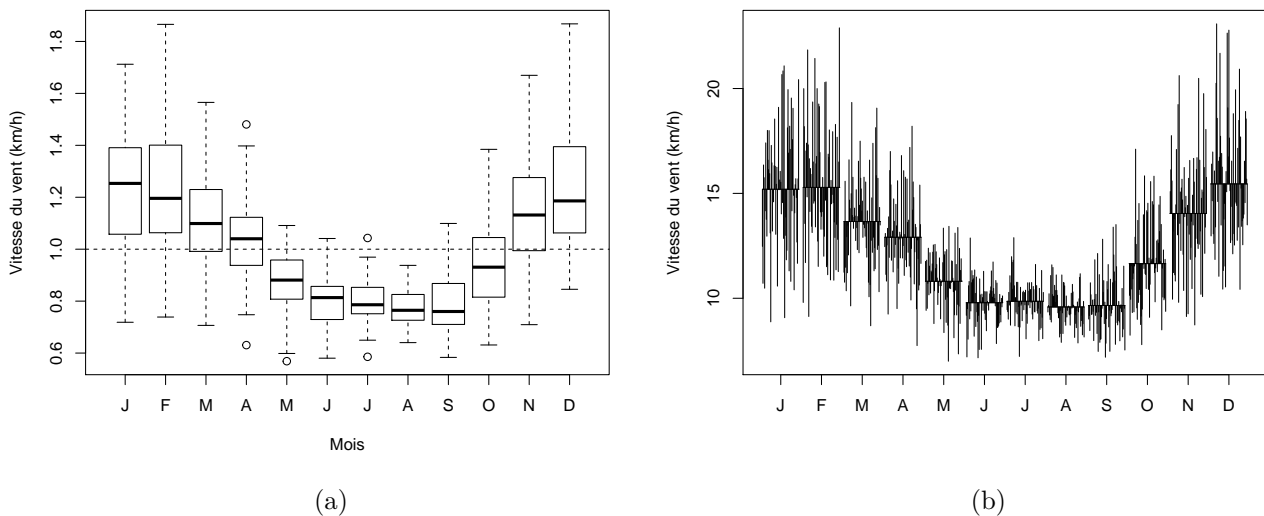 Vitesse du vent (km/h)
1.8
1.6
1.4
1.2
1.0
0.8
0.6
J F M A M J J A S O N D
Mois
(a)
Vitesse du vent (km/h)
20
15
10
J F M A M J J A S O N D
(b)